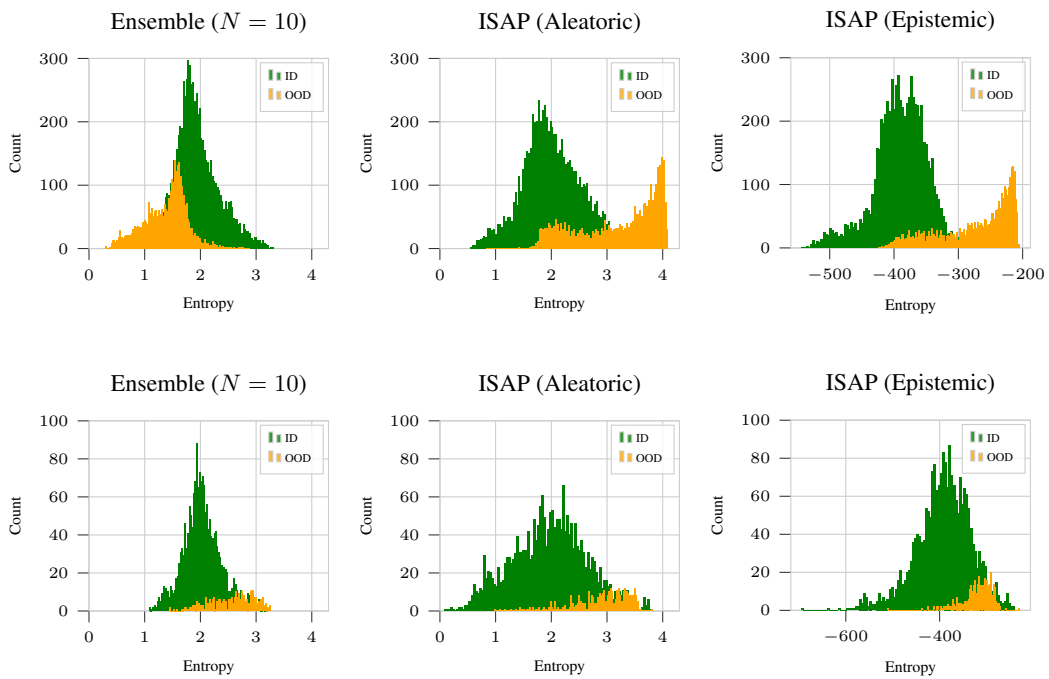 Ensemble (N = 10)
ISAP (Aleatoric)
ISAP (Epistemic)
300
200
100
0
Count
0 1 2 3 4
Entropy
ID
OOD
300
200
100
0
Count
0 1 2 3 4
Entropy
ID
OOD
300
200
100
0
Count
−500 −400 −300 −200
Entropy
ID
OOD
Ensemble (N = 10)
ISAP (Aleatoric)
ISAP (Epistemic)
100
80
60
40
20
0
Count
0 1 2 3 4
Entropy
ID
OOD
100
80
60
40
20
0
Count
0 1 2 3 4
Entropy
ID
OOD
100
80
60
40
20
0
Count
−600 −400
Entropy
ID
OOD